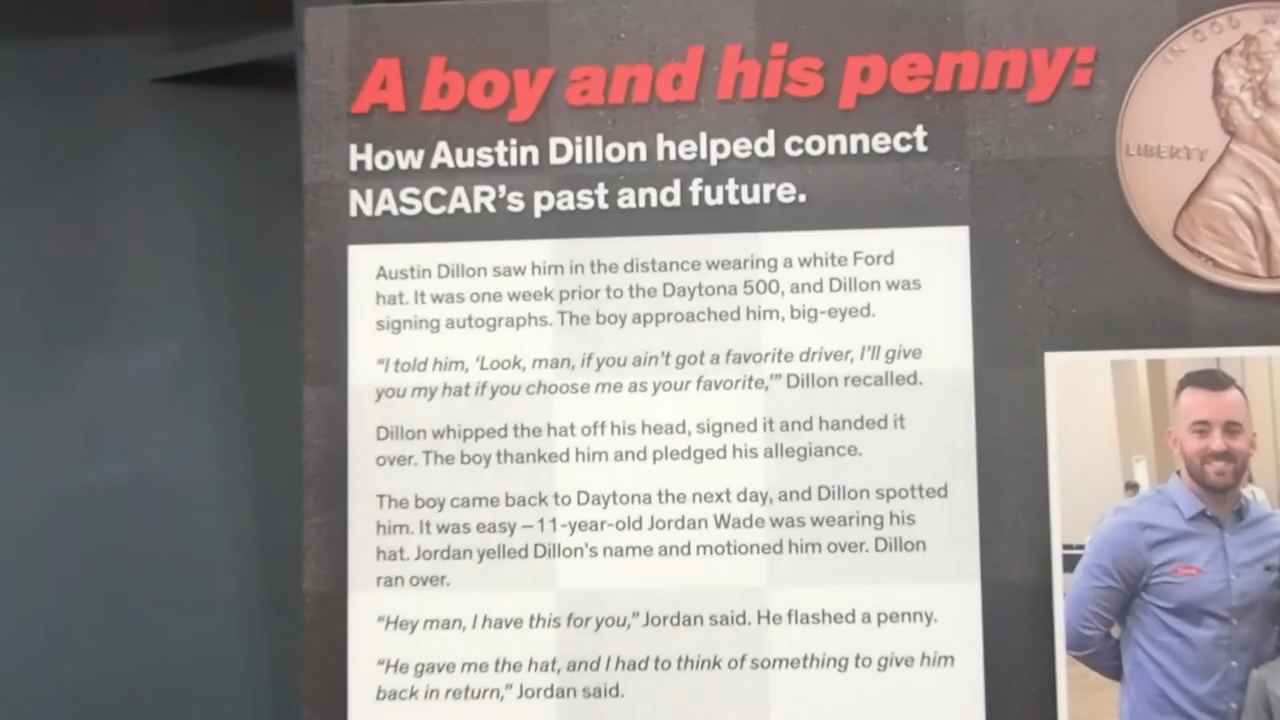 A boy and his penny:
How Austin Dillon helped connect
NASCAR's past and future.
IN GOD W
LIBERTY
Austin Dillon saw him in the distance wearing a white Ford
hat. It was one week prior to the Daytona 500, and Dillon was
signing autographs. The boy approached him, big-eyed.
"I told him, 'Look, man, if you ain't got a favorite driver, I'll give
you my hat if you choose me as your favorite,'" Dillon recalled.
Dillon whipped the hat off his head, signed it and handed it
over. The boy thanked him and pledged his allegiance.
The boy came back to Daytona the next day, and Dillon spotted
him. It was easy – 11-year-old Jordan Wade was wearing his
hat. Jordan yelled Dillon's name and motioned him over. Dillon
ran over.
"Hey man, I have this for you," Jordan said. He flashed a penny.
"He gave me the hat, and I had to think of something to give him
back in return," Jordan said.